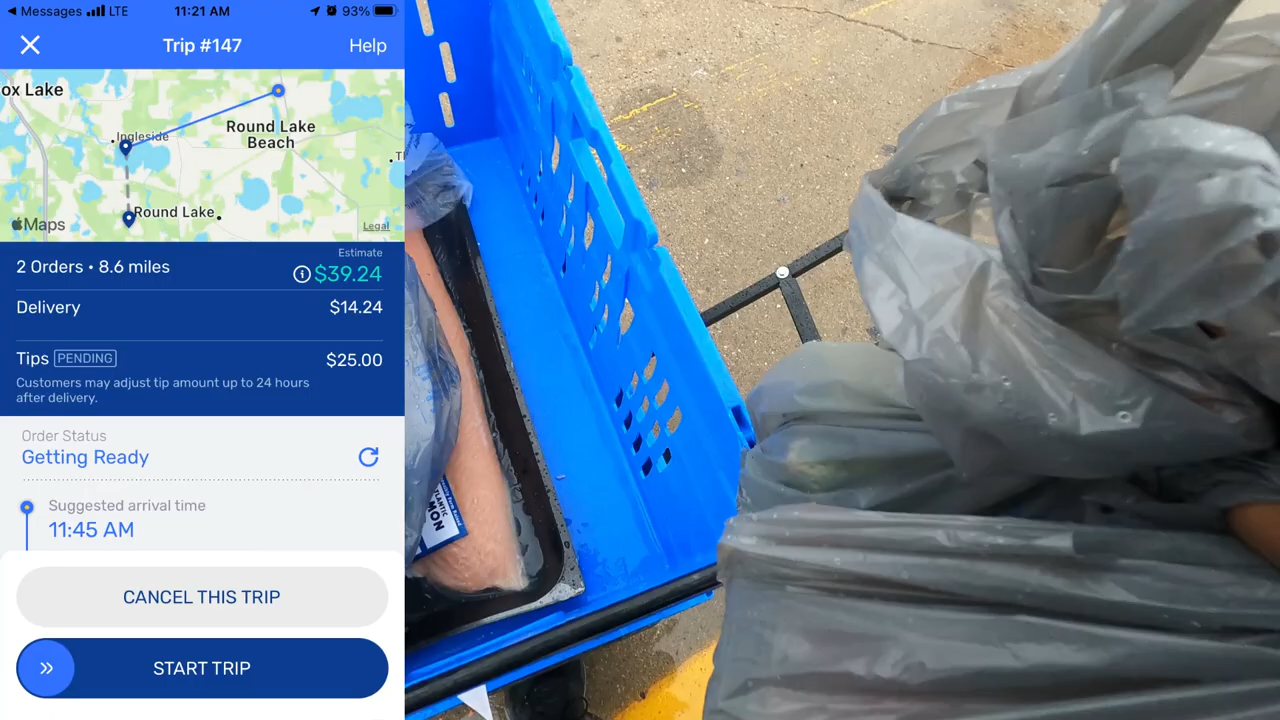 Messages LTE 11:21 AM 93%
Trip #147 Help
ox Lake
Ingleside
Round Lake
Beach
Round Lake
Maps
Legal
Estimate
2 Orders • 8.6 miles $39.24
Delivery $14.24
Tips PENDING $25.00
Customers may adjust tip amount up to 24 hours
after delivery.
Order Status
Getting Ready
Suggested arrival time
11:45 AM
CANCEL THIS TRIP
START TRIP